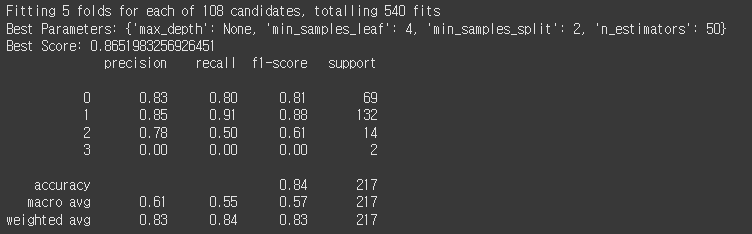 Fitting 5 folds for each of 108 candidates, totalling 540 fits
Best Parameters: {'max_depth': None, 'min_samples_leaf': 4, 'min_samples_split': 2, 'n_estimators': 50}
Best Score: 0.8651983256926451
precision recall f1-score support
0 0.83 0.80 0.81 69
1 0.85 0.91 0.88 132
2 0.78 0.50 0.61 14
3 0.00 0.00 0.00 2
accuracy 0.84 217
macro avg 0.61 0.55 0.57 217
weighted avg 0.83 0.84 0.83 217